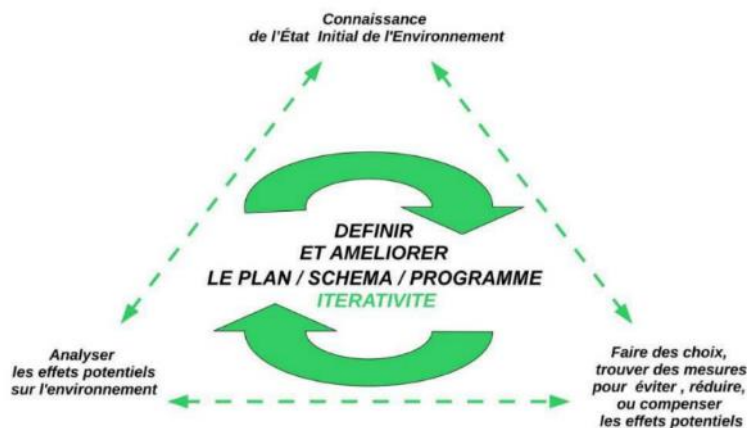 Connaissance
de l'État Initial de l'Environnement
DEFINIR
ET AMELIORER
LE PLAN / SCHEMA / PROGRAMME
ITERATIVITE
Analyser
les effets potentiels
sur l'environnement
Faire des choix,
trouver des mesures
pour éviter , réduire,
ou compenser
les effets potentiels